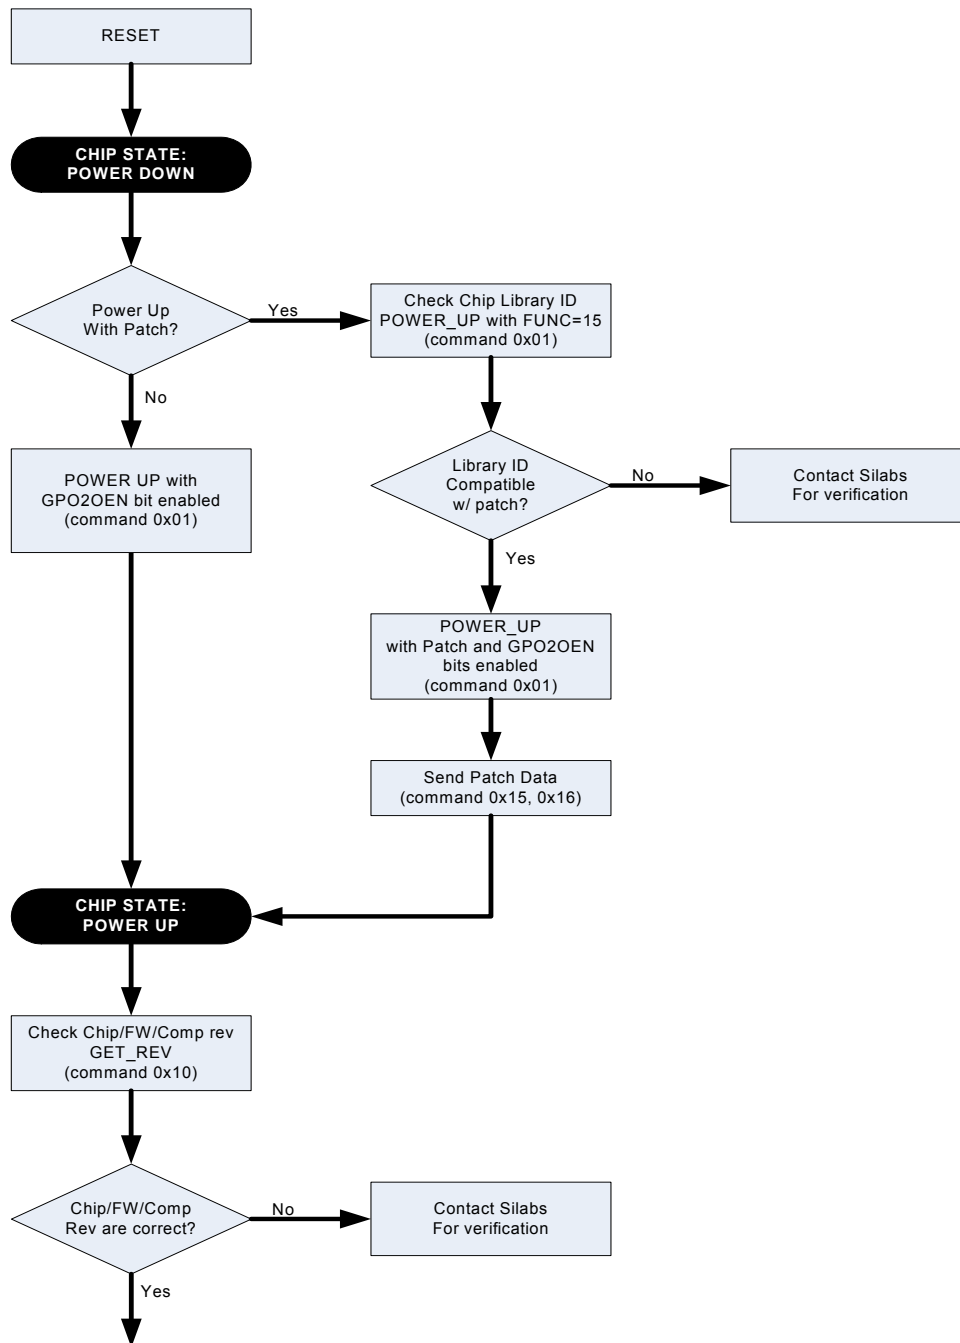 RESET
CHIP STATE:
POWER DOWN
Power Up
With Patch?
Yes
Check Chip Library ID
POWER_UP with FUNC=15
(command 0x01)
No
POWER UP with
GPO2OEN bit enabled
(command 0x01)
Library ID
Compatible
w/ patch?
No
Contact Silabs
For verification
Yes
POWER_UP
with Patch and GPO2OEN
bits enabled
(command 0x01)
Send Patch Data
(command 0x15, 0x16)
CHIP STATE:
POWER UP
Check Chip/FW/Comp rev
GET_REV
(command 0x10)
Chip/FW/Comp
Rev are correct?
No
Contact Silabs
For verification
Yes